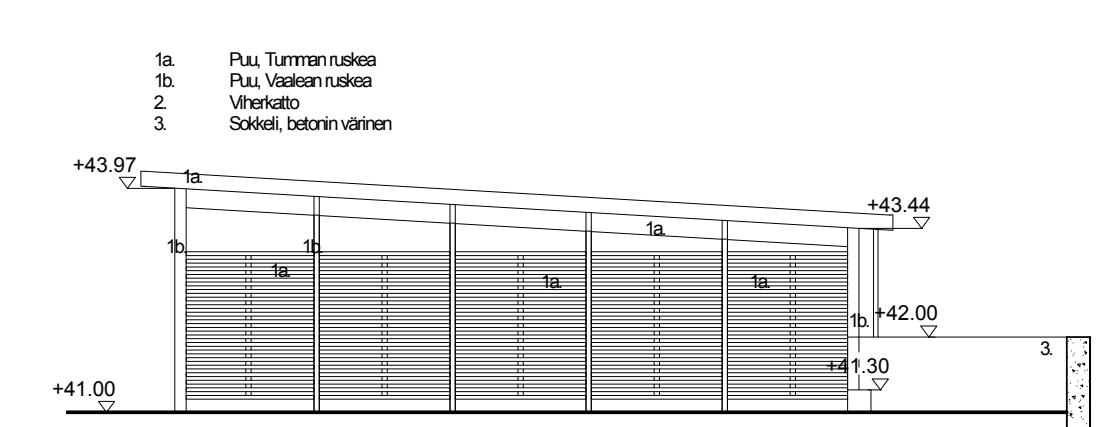 1a. Puu, Tumman ruskea
1b. Puu, Vaalean ruskea
2. Viherkatto
3. Sokkeli, betonin värinen
+43.97
1a.
+43.44
1a.
1b.
1b.
1a.
1a.
1a.
1b.
+42.00
3.
+41.30
+41.00